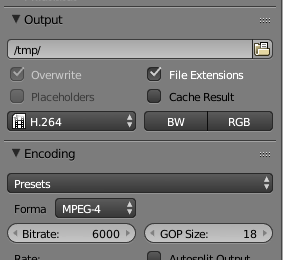 Output
/tmp/
Overwrite File Extensions
Placeholders Cache Result
H.264 BW RGB
Encoding
Presets
Forma MPEG-4
Bitrate: 6000 GOP Size: 18
Rate: Autosplit Output